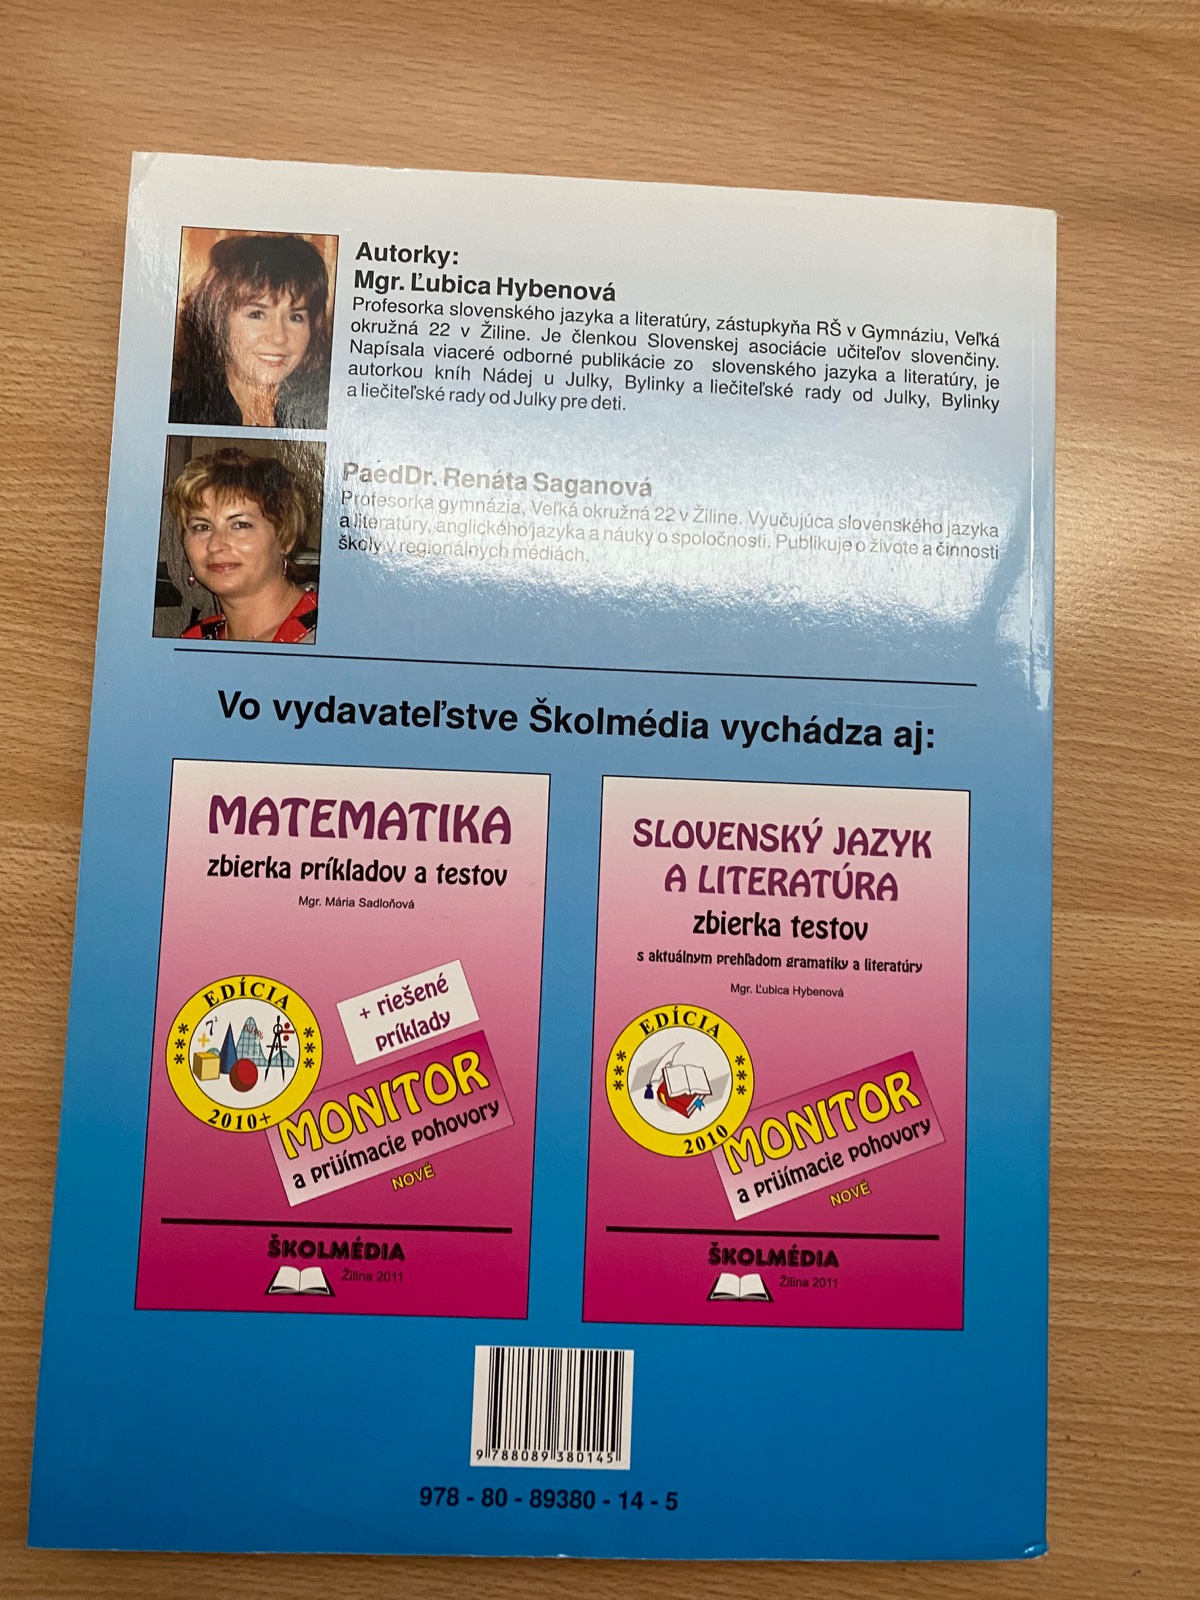 Autorky:
Mgr. Ľubica Hybenová
Profesorka slovenského jazyka a literatúry, zástupkyňa RŠ v Gymnáziu, Veľká
okružná 22 v Žiline. Je členkou Slovenskej asociácie učiteľov slovenčiny.
Napísala viaceré odborné publikácie zo slovenského jazyka a literatúry, je
autorkou kníh Nádej u Julky, Bylinky a liečiteľské rady od Julky, Bylinky
a liečiteľské rady od Julky pre deti.
PaedDr. Renáta Saganová
Profesorka gymnázia, Veľká okružná 22 v Žiline. Vyučujúca slovenského jazyka
a literatúry, anglického jazyka a náuky o spoločnosti. Publikuje o živote a činnosti
školy v regionálnych médiách.
Vo vydavateľstve Školmédia vychádza aj:
MATEMATIKA
zbierka príkladov a testov
Mgr. Mária Sadloňová
+ riešené
príklady
EDÍCIA
2010+
MONITOR
a prijímacie pohovory
NOVÉ
ŠKOLMÉDIA
Žilina 2011
SLOVENSKÝ JAZYK
A LITERATÚRA
zbierka testov
s aktuálnym prehľadom gramatiky a literatúry
Mgr. Ľubica Hybenová
EDÍCIA
2010
MONITOR
a prijímacie pohovory
NOVÉ
ŠKOLMÉDIA
Žilina 2011
9 788089 380145
978 - 80 - 89380 - 14 - 5